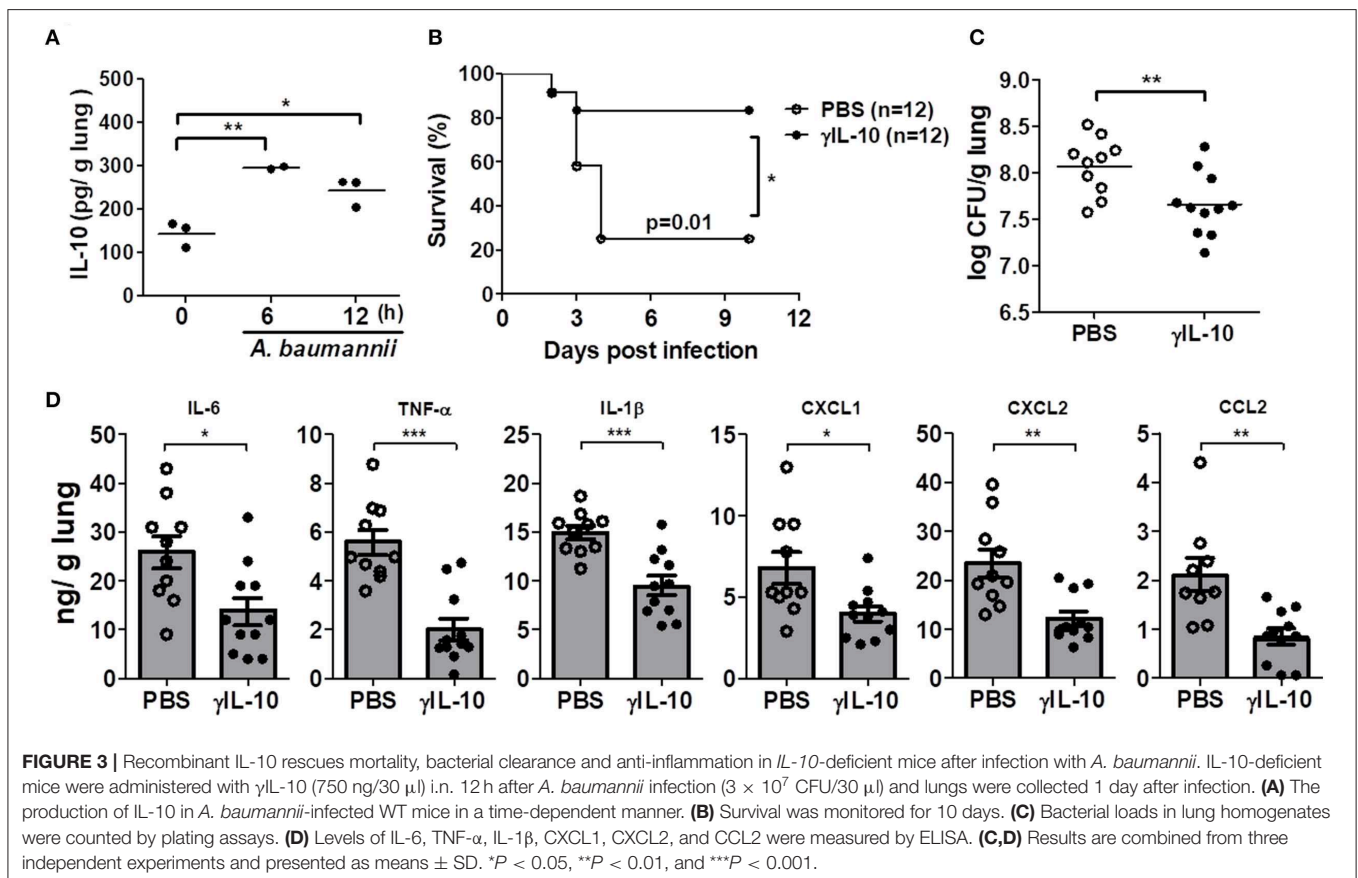 A
IL-10 (pg/ g lung )
500
400
300
200
100
0
*
**
0 6 12 (h)
A. baumannii
B
Survival (%)
100
80
60
40
20
0
PBS (n=12)
γIL-10 (n=12)
*
p=0.01
0 3 6 9 12
Days post infection
C
log CFU/g lung
9.0
8.5
8.0
7.5
7.0
6.5
**
PBS γIL-10
D
ng/ g lung
IL-6
50
40
30
20
10
0
*
PBS γIL-10
TNF-α
10
8
6
4
2
0
***
PBS γIL-10
IL-1β
25
20
15
10
5
0
***
PBS γIL-10
CXCL1
15
10
5
0
*
PBS γIL-10
CXCL2
50
40
30
20
10
0
**
PBS γIL-10
CCL2
5
4
3
2
1
0
**
PBS γIL-10
FIGURE 3 | Recombinant IL-10 rescues mortality, bacterial clearance and anti-inflammation in IL-10-deficient mice after infection with A. baumannii. IL-10-deficient
mice were administered with γIL-10 (750 ng/30 μl) i.n. 12 h after A. baumannii infection (3 × 10⁷ CFU/30 μl) and lungs were collected 1 day after infection. (A) The
production of IL-10 in A. baumannii-infected WT mice in a time-dependent manner. (B) Survival was monitored for 10 days. (C) Bacterial loads in lung homogenates
were counted by plating assays. (D) Levels of IL-6, TNF-α, IL-1β, CXCL1, CXCL2, and CCL2 were measured by ELISA. (C,D) Results are combined from three
independent experiments and presented as means ± SD. *P < 0.05, **P < 0.01, and ***P < 0.001.